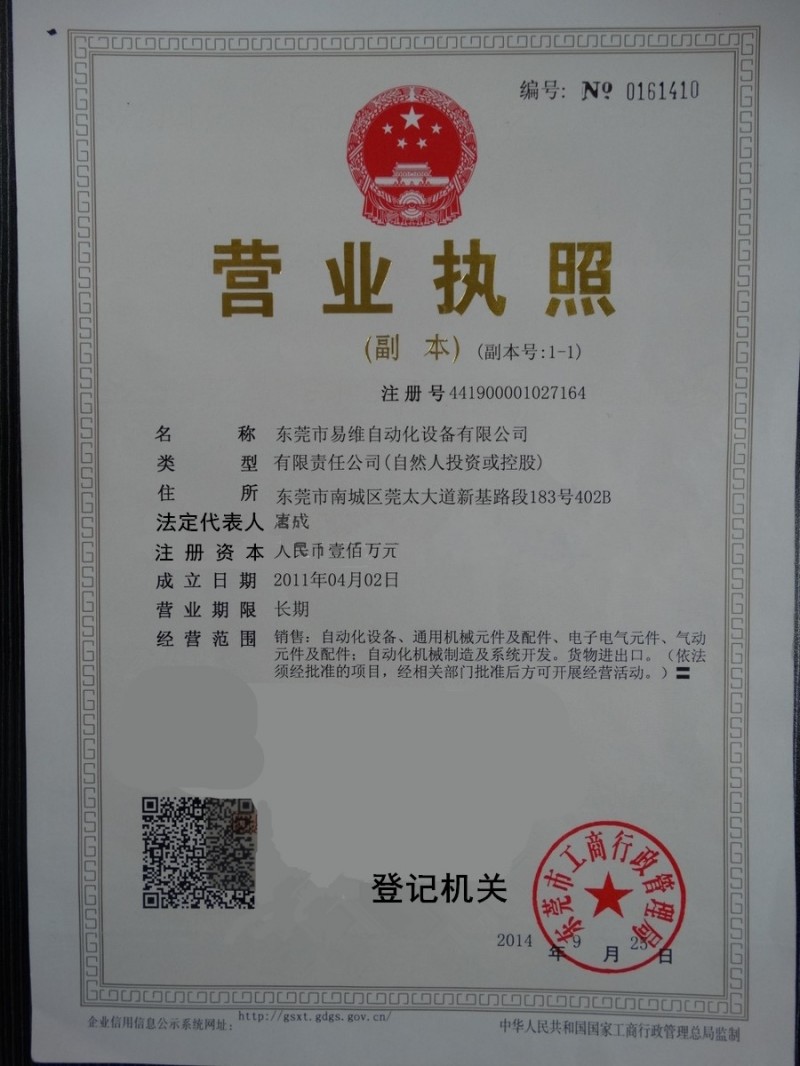 编号: № 0161410
营业执照
(副 本) (副本号:1-1)
注册号441900001027164
名 称 东莞市易维自动化设备有限公司
类 型 有限责任公司(自然人投资或控股)
住 所 东莞市南城区莞太大道新基路段183号402B
法定代表人 成
注册资本 人民币壹佰万元
成立日期 2011年04月02日
营业期限 长期
经营范围 销售：自动化设备、通用机械元件及配件、电子电气元件、气动
元件及配件；自动化机械制造及系统开发。货物进出口。（依法
须经批准的项目，经相关部门批准后方可开展经营活动。）〓
东莞市工商行政管理局
登记机关
2014 年 9 月 25 日
企业信用信息公示系统网址： http://gsxt.gdgs.gov.cn/
中华人民共和国国家工商行政管理总局监制